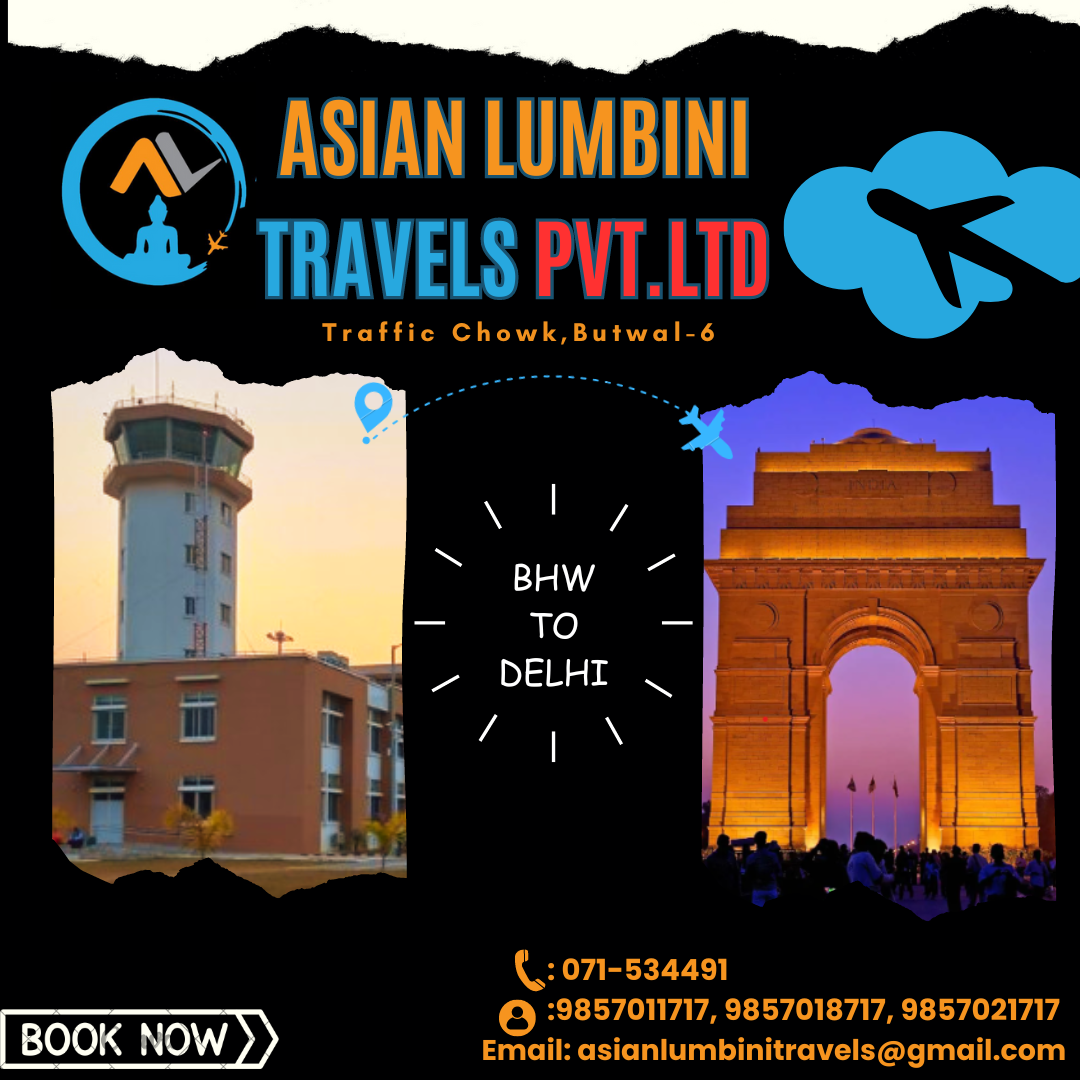 ASIAN LUMBINI
TRAVELS PVT.LTD
Traffic Chowk,Butwal-6
INDIA
BHW
TO
DELHI
: 071-534491
:9857011717, 9857018717, 9857021717
Email: asianlumbinitravels@gmail.com
BOOK NOW